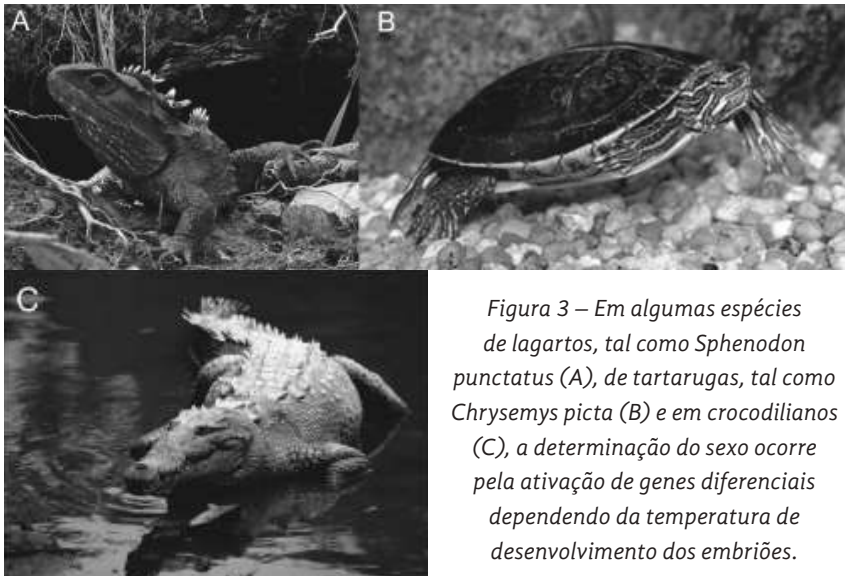 A
B
C
Figura 3 – Em algumas espécies
de lagartos, tal como Sphenodon
punctatus (A), de tartarugas, tal como
Chrysemys picta (B) e em crocodilianos
(C), a determinação do sexo ocorre
pela ativação de genes diferenciais
dependendo da temperatura de
desenvolvimento dos embriões.